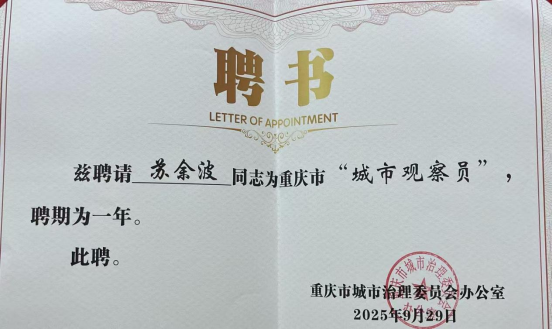 聘书
LETTER OF APPOINTMENT
兹聘请 苏余波 同志为重庆市“城市观察员”，
聘期为一年。
此聘。
重庆市城市治理委员会办公室
2025年9月29日